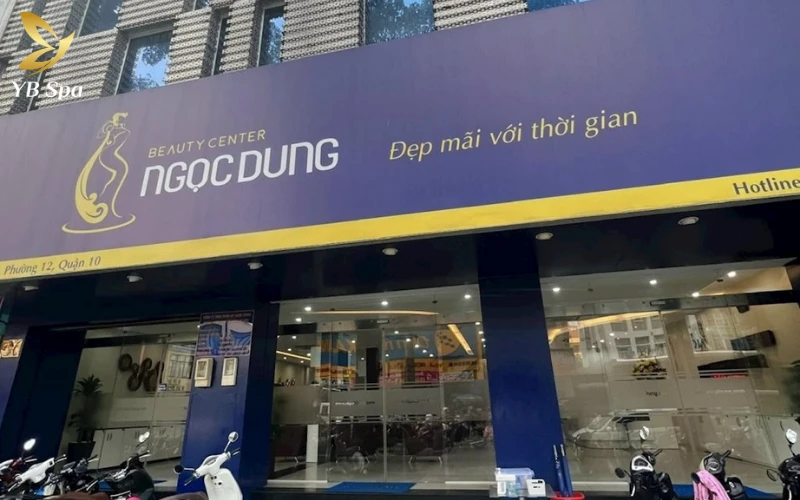 YB Spa
BEAUTY CENTER
NGỌC DUNG
Đẹp mãi với thời gian
Hotline
Phường 12, Quận 10